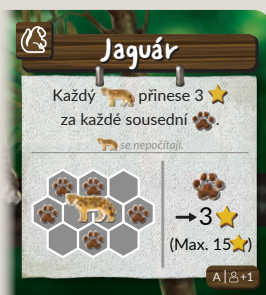 Jaguár
Každý přinese 3
za každé sousední .
se nepočítají.
→3
(Max. 15 )
A | +1